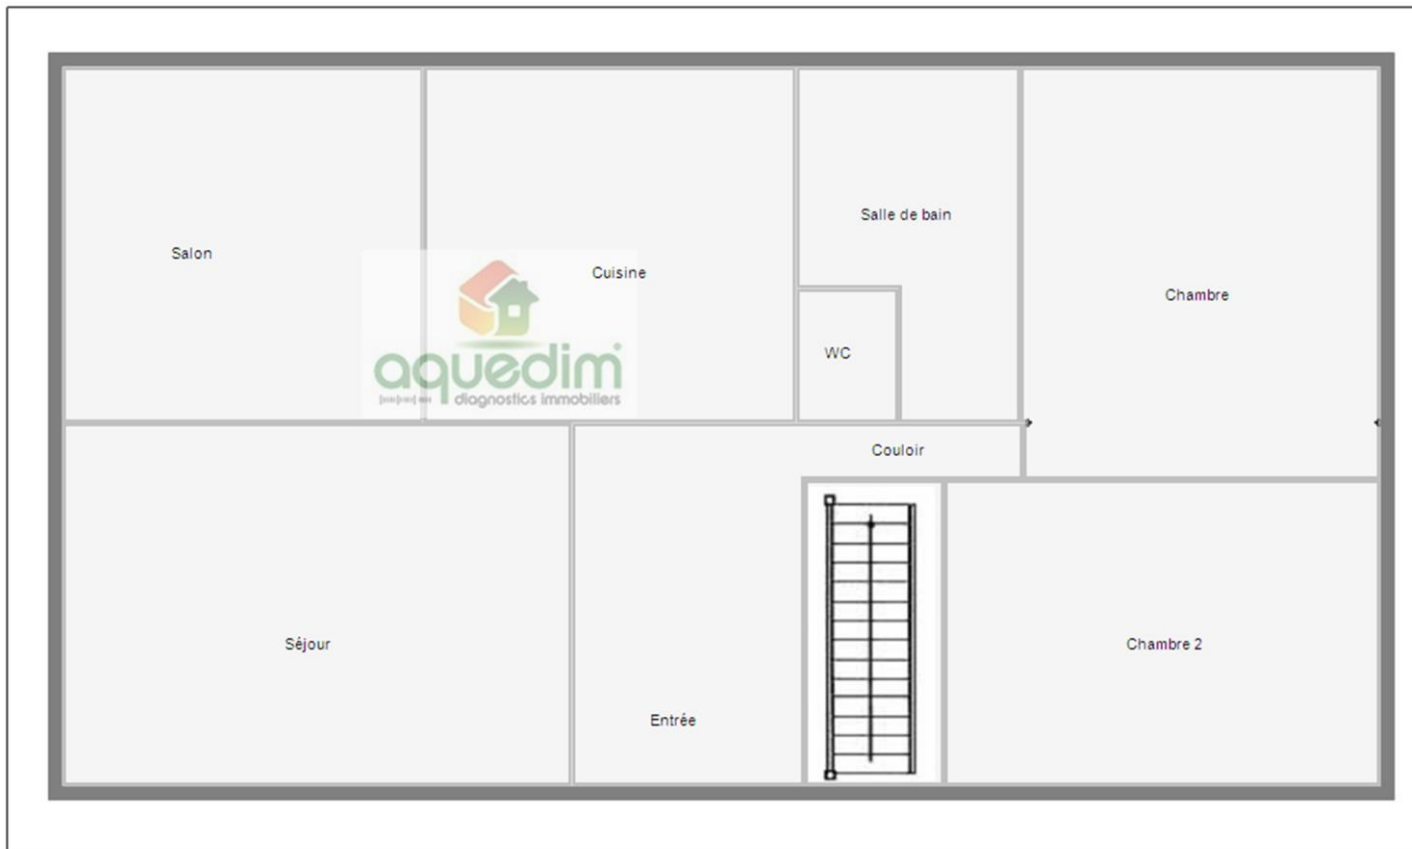 Salle de bain
Salon
Cuisine
Chambre
WC
aquedim
diagnostics immobiliers
Couloir
Séjour
Chambre 2
Entrée